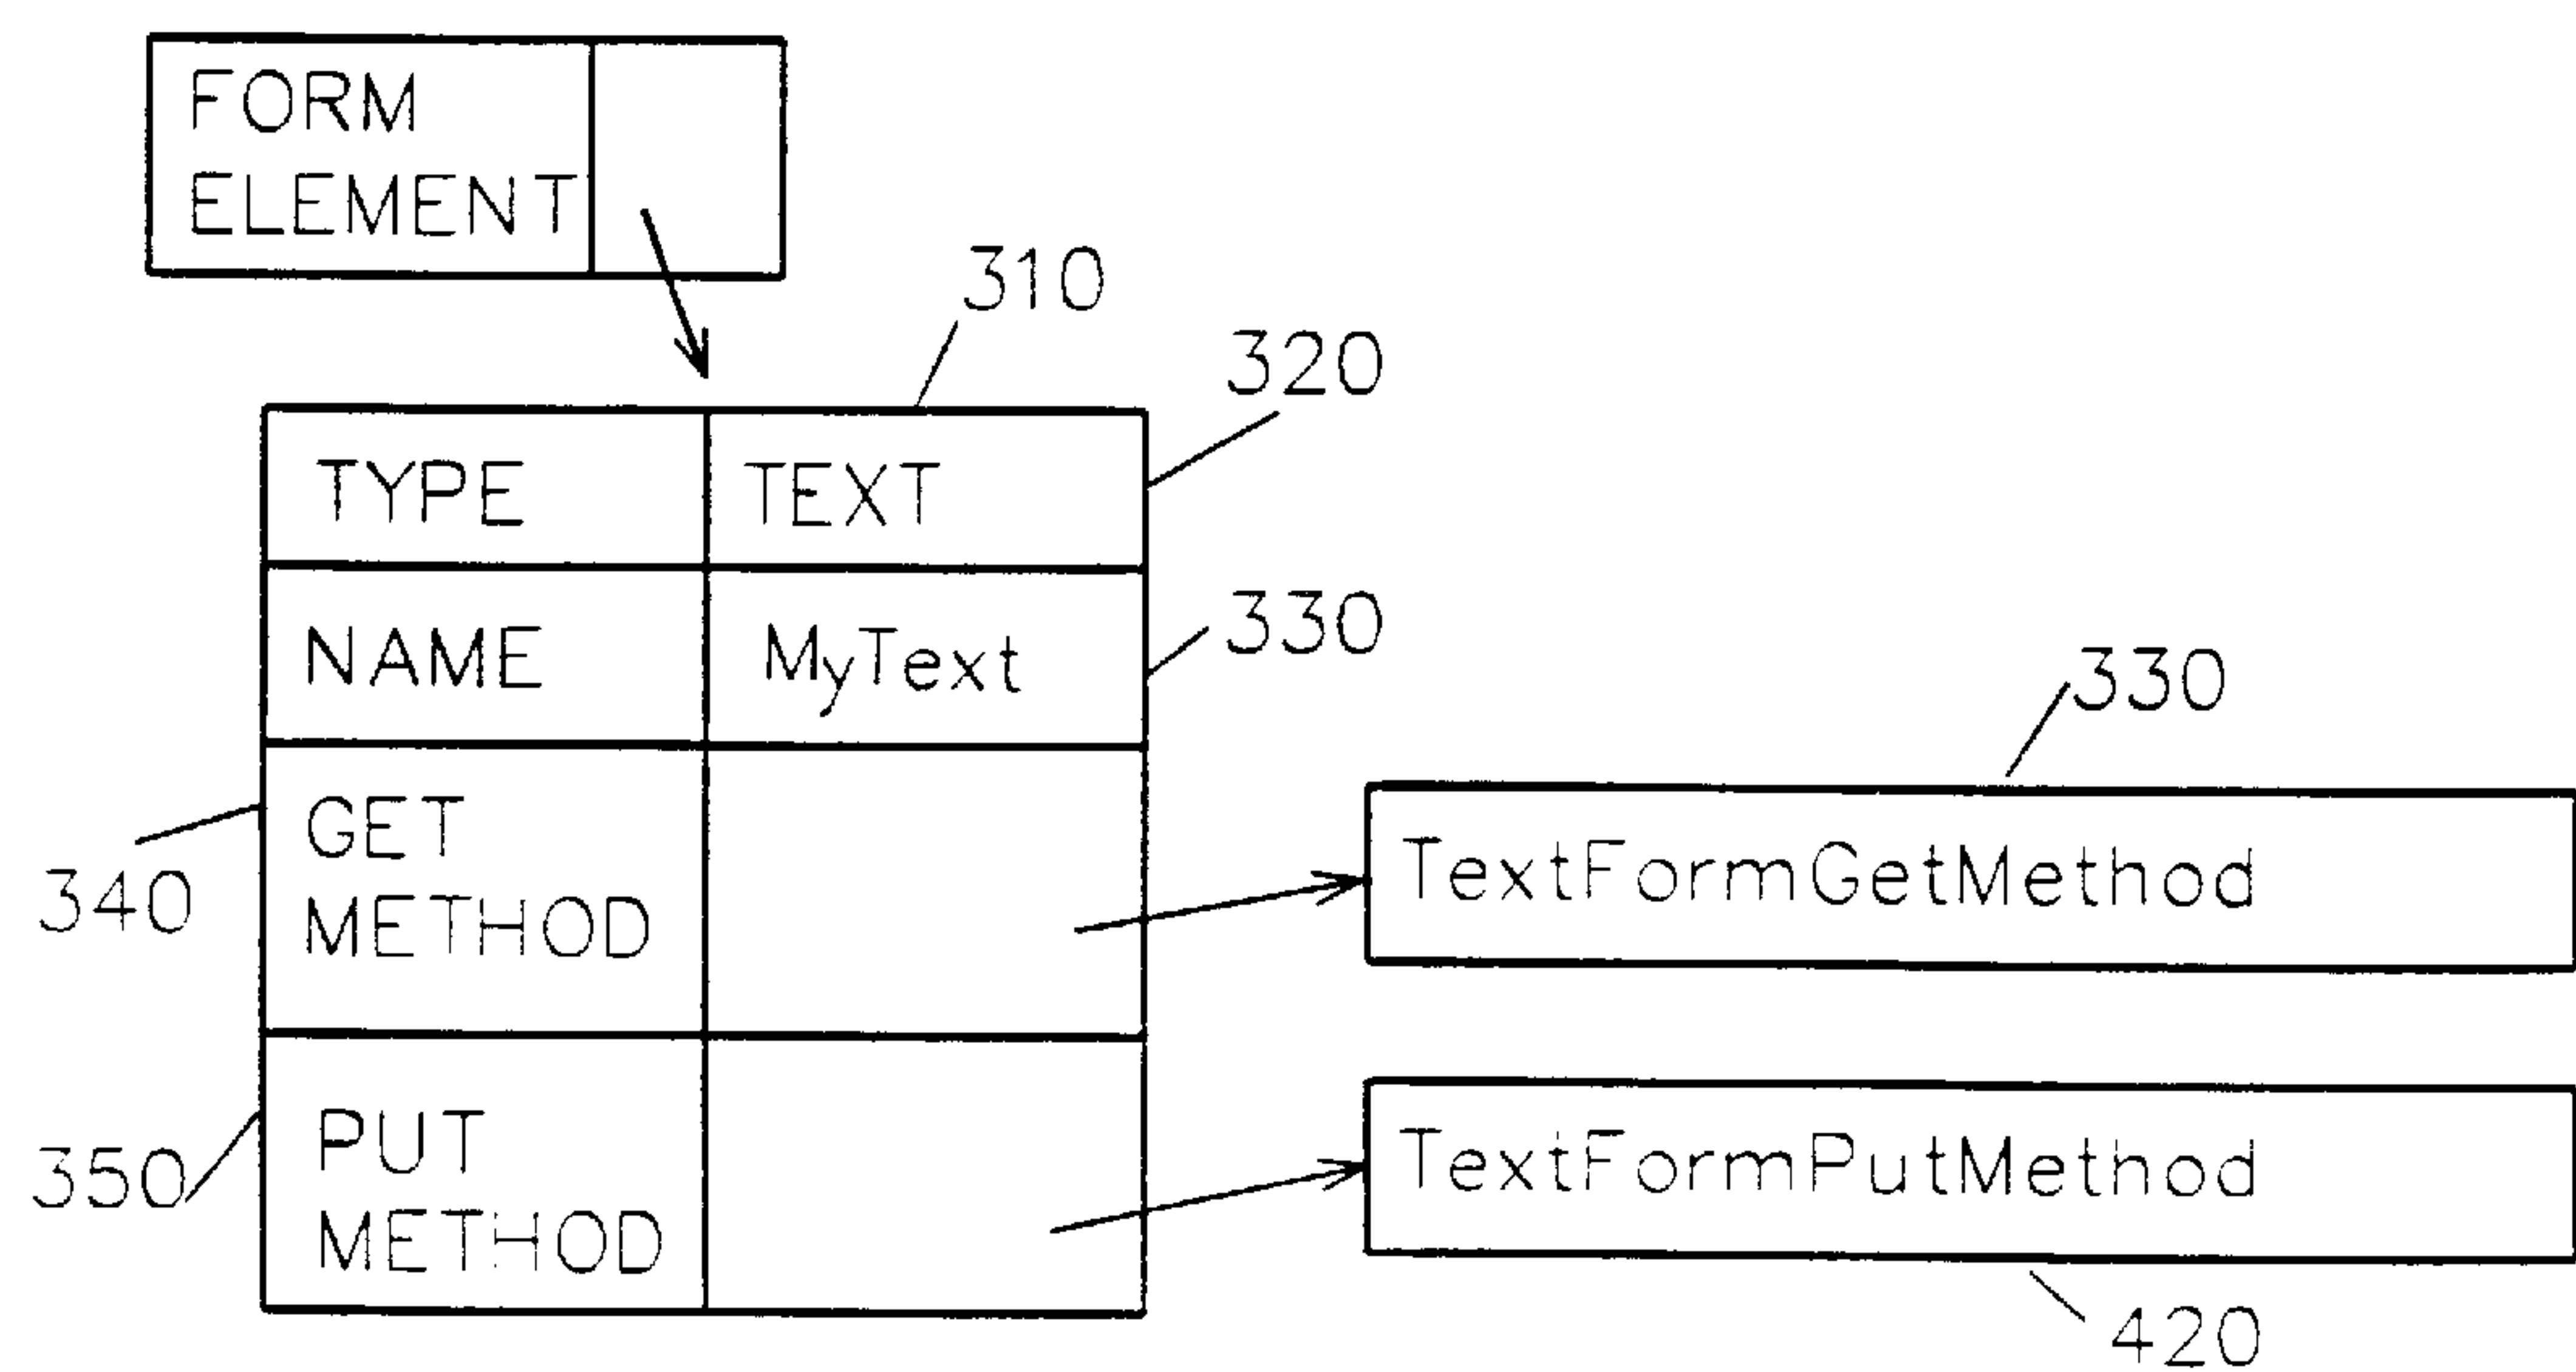 FORM
ELEMENT
310
320
TYPE TEXT
330
NAME MyText
330
GET
METHOD
340
TextFormGetMethod
350
PUT
METHOD
TextFormPutMethod
420